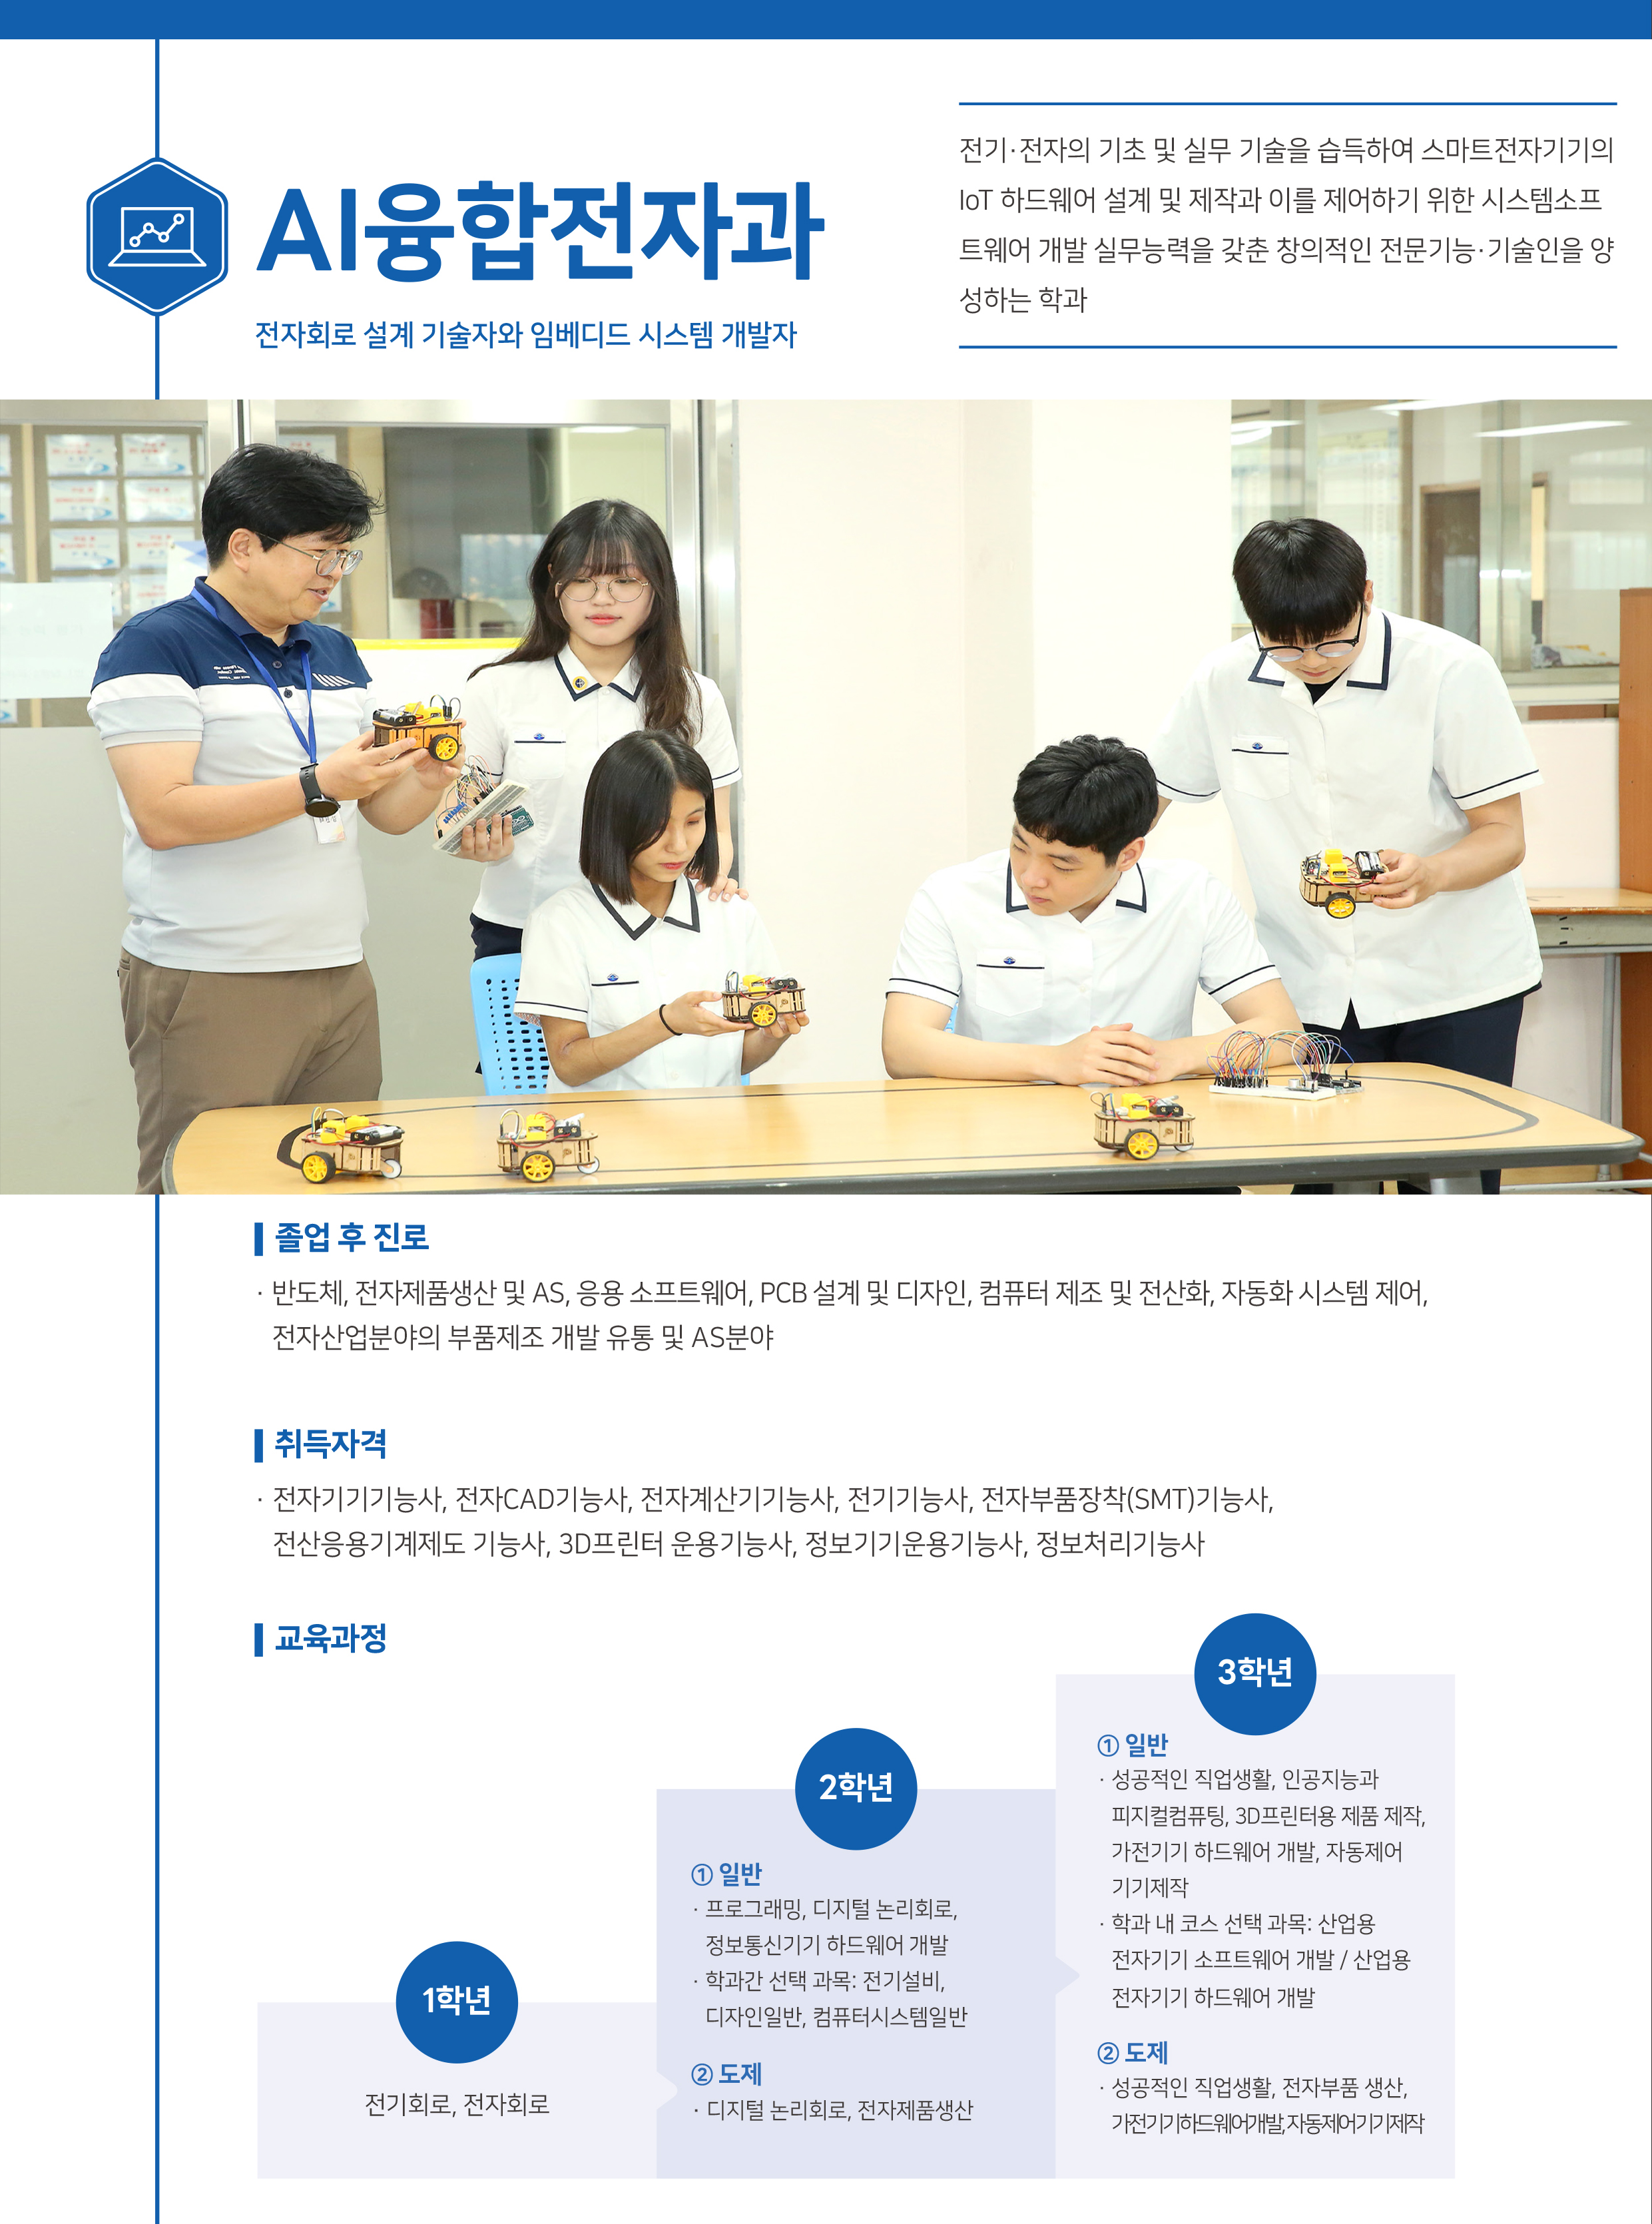 AI융합전자과
전자회로 설계 기술자와 임베디드 시스템 개발자
전기·전자의 기초 및 실무 기술을 습득하여 스마트전자기기의
IoT 하드웨어 설계 및 제작과 이를 제어하기 위한 시스템소프
트웨어 개발 실무능력을 갖춘 창의적인 전문기능·기술인을 양
성하는 학과
졸업 후 진로
· 반도체, 전자제품생산 및 AS, 응용 소프트웨어, PCB 설계 및 디자인, 컴퓨터 제조 및 전산화, 자동화 시스템 제어,
전자산업분야의 부품제조 개발 유통 및 AS분야
취득자격
· 전자기기기능사, 전자CAD기능사, 전자계산기기능사, 전기기능사, 전자부품장착(SMT)기능사,
전산응용기계제도 기능사, 3D프린터 운용기능사, 정보기기운용기능사, 정보처리기능사
교육과정
1학년
전기회로, 전자회로
2학년
① 일반
· 프로그래밍, 디지털 논리회로,
정보통신기기 하드웨어 개발
· 학과간 선택 과목: 전기설비,
디자인일반, 컴퓨터시스템일반
② 도제
· 디지털 논리회로, 전자제품생산
3학년
① 일반
· 성공적인 직업생활, 인공지능과
피지컬컴퓨팅, 3D프린터용 제품 제작,
가전기기 하드웨어 개발, 자동제어
기기제작
· 학과 내 코스 선택 과목: 산업용
전자기기 소프트웨어 개발 / 산업용
전자기기 하드웨어 개발
② 도제
· 성공적인 직업생활, 전자부품 생산,
가전기기하드웨어개발,자동제어기기제작